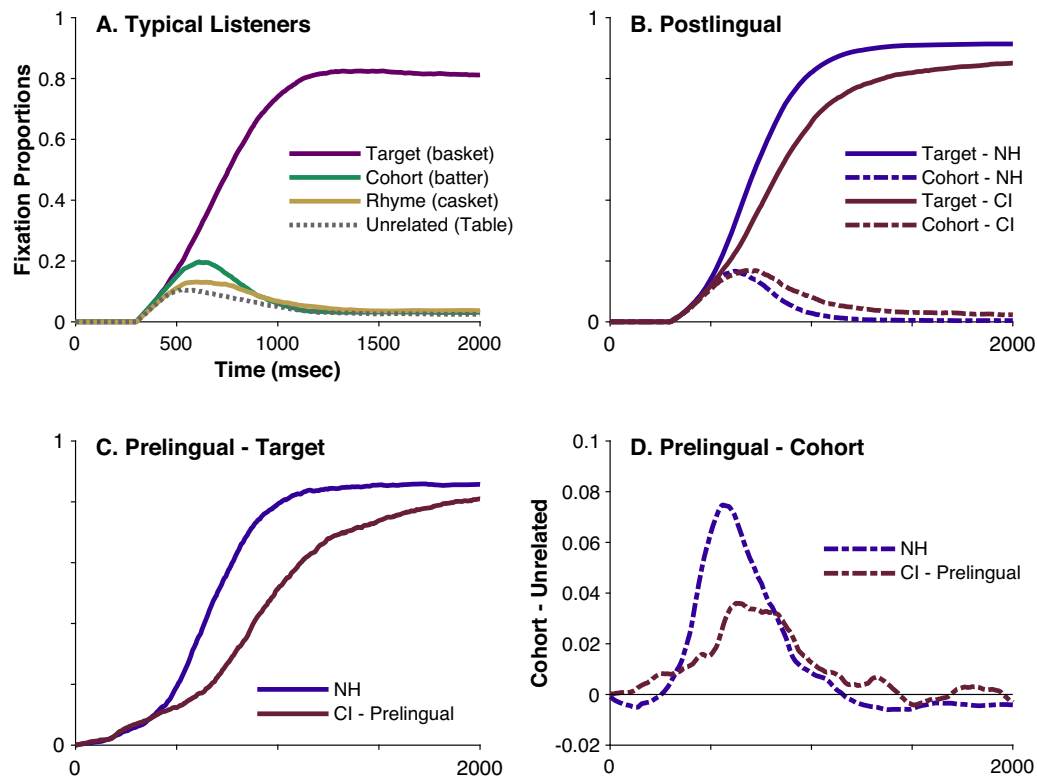 A. Typical Listeners
1
0.8
0.6
0.4
0.2
0
Fixation Proportions
Target (basket)
Cohort (batter)
Rhyme (casket)
Unrelated (Table)
0
500
1000
1500
2000
Time (msec)
B. Postlingual
1
0
Target - NH
Cohort - NH
Target - CI
Cohort - CI
0
2000
C. Prelingual - Target
1
0
NH
CI - Prelingual
0
2000
D. Prelingual - Cohort
0.1
0.08
0.06
0.04
0.02
0
-0.02
Cohort - Unrelated
NH
CI - Prelingual
0
2000